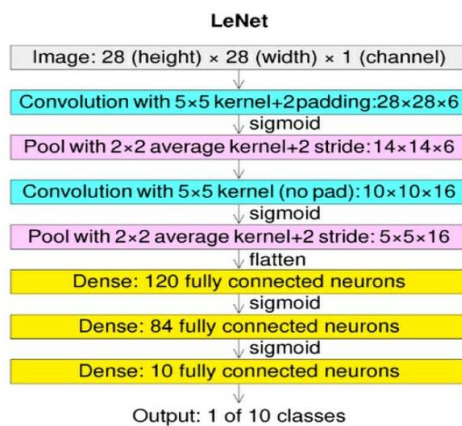 LeNet
Image: 28 (height) × 28 (width) × 1 (channel)
Convolution with 5×5 kernel+2padding:28×28×6
sigmoid
Pool with 2×2 average kernel+2 stride:14×14×6
Convolution with 5×5 kernel (no pad):10×10×16
sigmoid
Pool with 2×2 average kernel+2 stride: 5×5×16
flatten
Dense: 120 fully connected neurons
sigmoid
Dense: 84 fully connected neurons
sigmoid
Dense: 10 fully connected neurons
Output: 1 of 10 classes